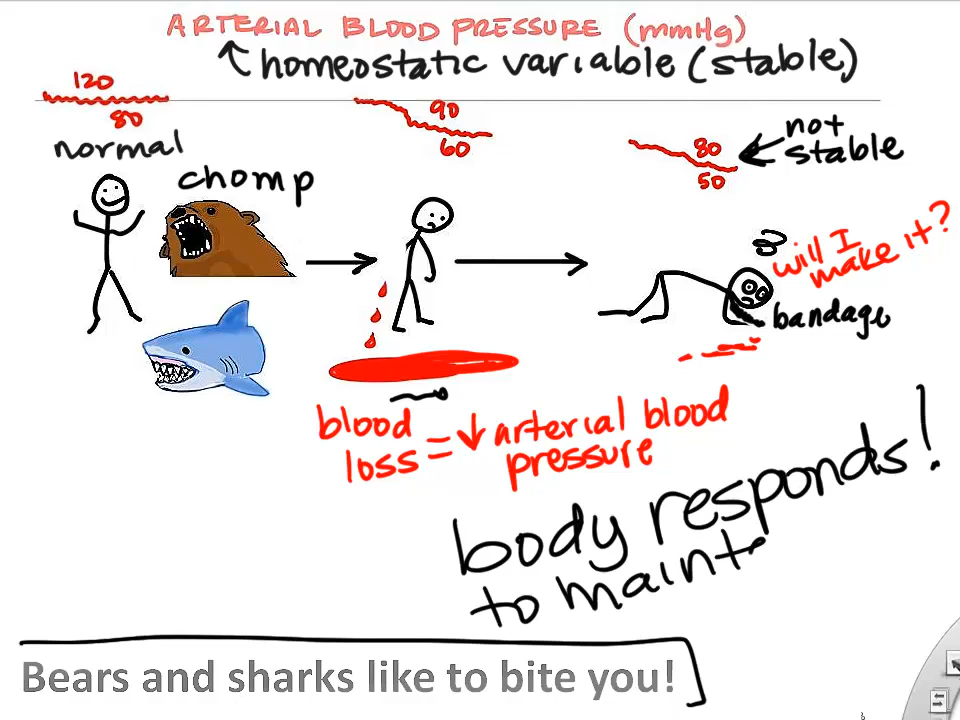 ARTERIAL BLOOD PRESSURE (mmHg)
homeostatic variable (stable)
120
80
normal
chomp
90
60
80
50
not
stable
will I
make it?
bandage
blood
loss = ↓ arterial blood
pressure
body responds!
to maint
Bears and sharks like to bite you!